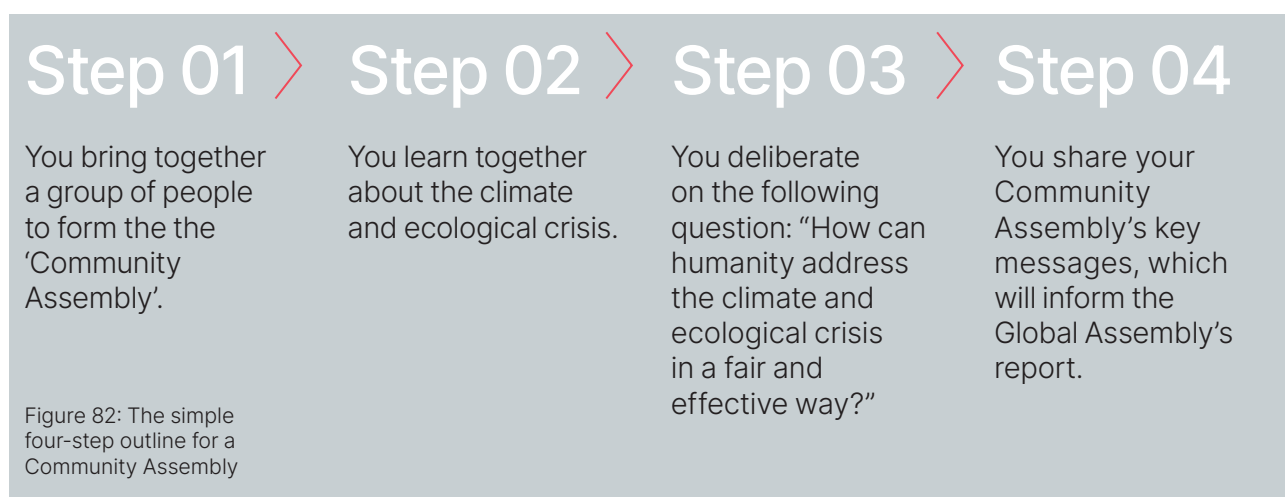 Step 01
You bring together
a group of people
to form the the
‘Community
Assembly’.
Step 02
You learn together
about the climate
and ecological crisis.
Step 03
You deliberate
on the following
question: “How can
humanity address
the climate and
ecological crisis
in a fair and
effective way?”
Step 04
You share your
Community
Assembly’s key
messages, which
will inform the
Global Assembly’s
report.
Figure 82: The simple
four-step outline for a
Community Assembly